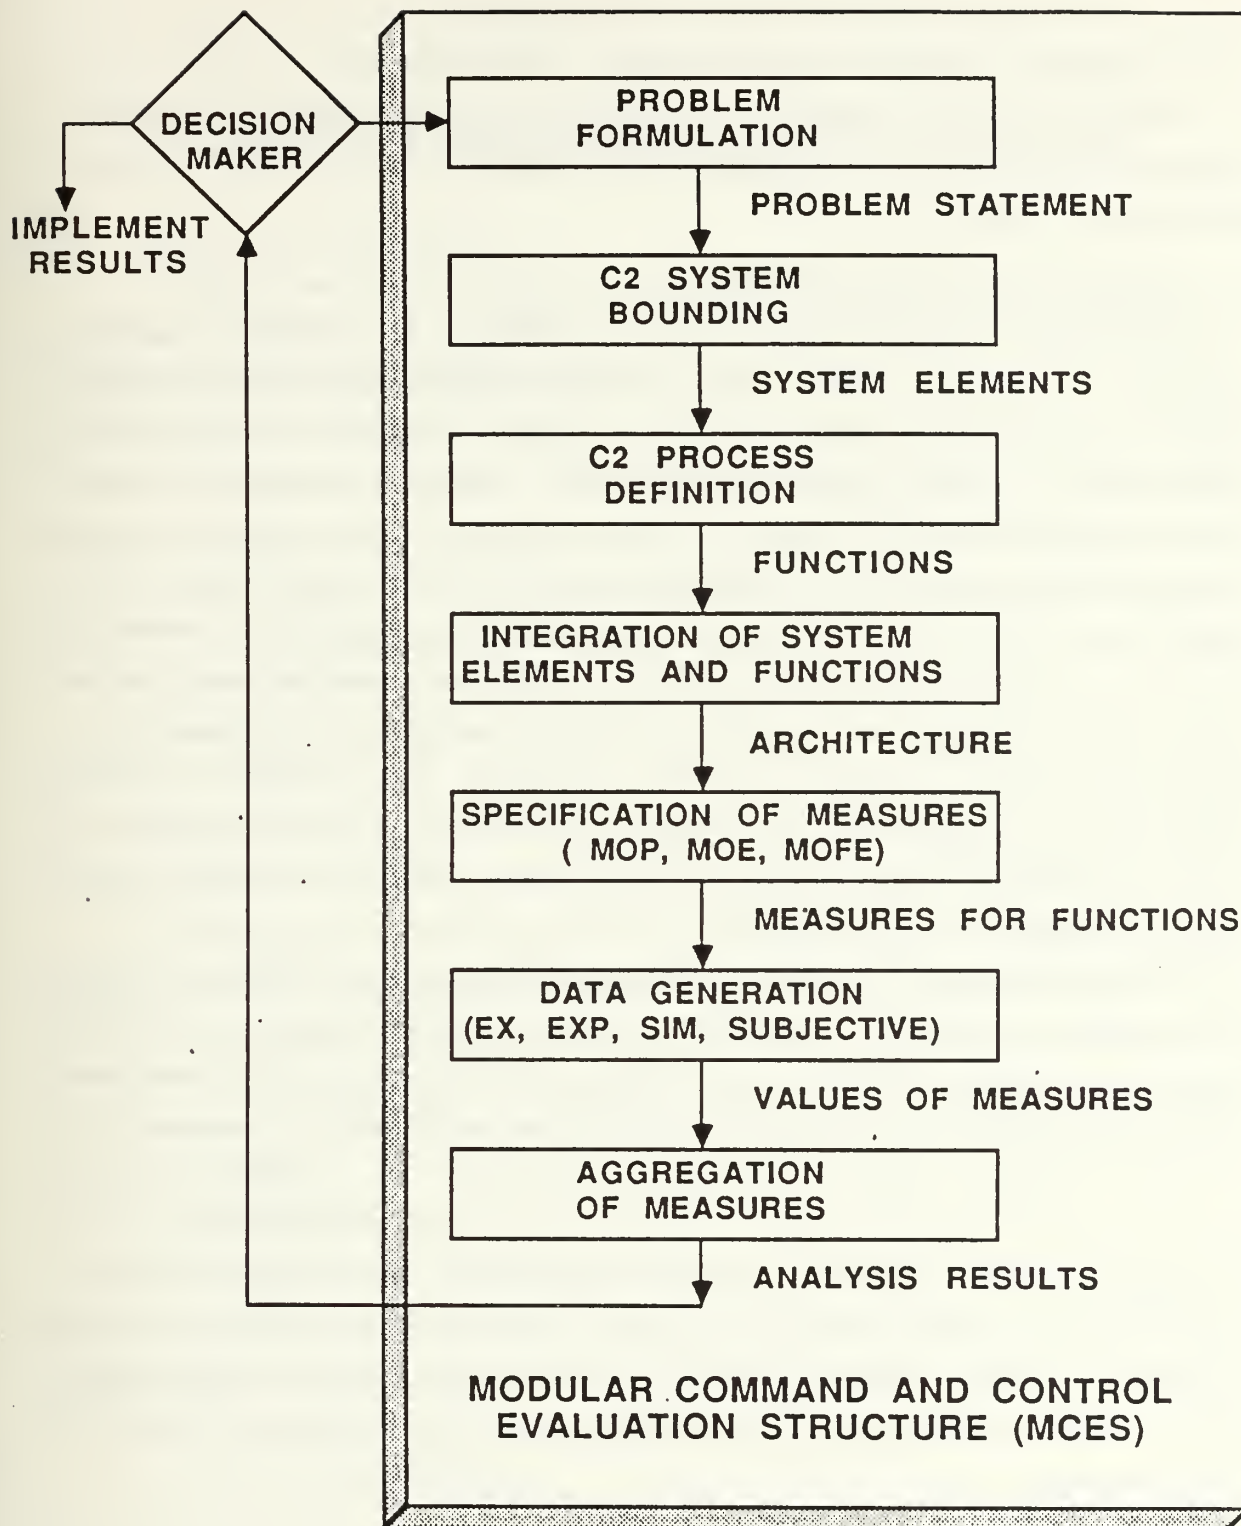 DECISION
MAKER
IMPLEMENT
RESULTS
PROBLEM
FORMULATION
PROBLEM STATEMENT
C2 SYSTEM
BOUNDING
SYSTEM ELEMENTS
C2 PROCESS
DEFINITION
FUNCTIONS
INTEGRATION OF SYSTEM
ELEMENTS AND FUNCTIONS
ARCHITECTURE
SPECIFICATION OF MEASURES
( MOP, MOE, MOFE)
MEASURES FOR FUNCTIONS
DATA GENERATION
(EX, EXP, SIM, SUBJECTIVE)
VALUES OF MEASURES
AGGREGATION
OF MEASURES
ANALYSIS RESULTS
MODULAR COMMAND AND CONTROL
EVALUATION STRUCTURE (MCES)